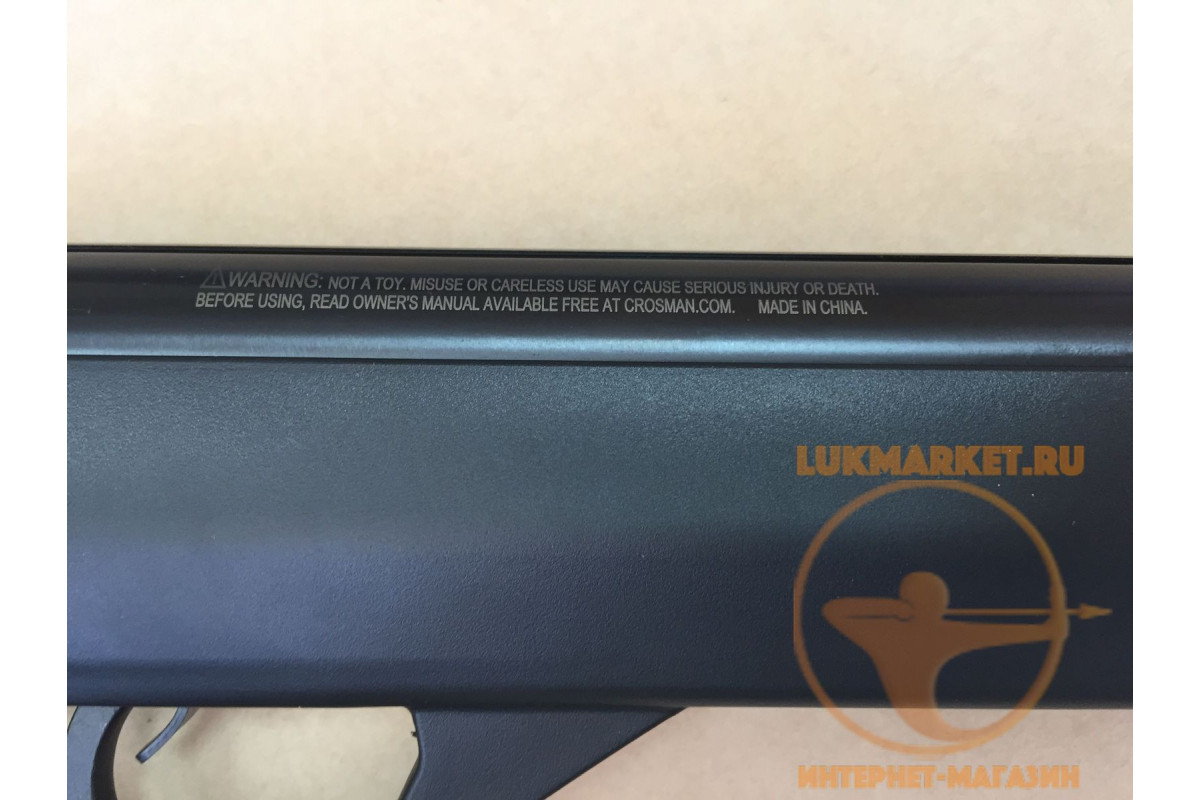 WARNING: NOT A TOY. MISUSE OR CARELESS USE MAY CAUSE SERIOUS INJURY OR DEATH.
BEFORE USING, READ OWNER'S MANUAL AVAILABLE FREE AT CROSMAN.COM. MADE IN CHINA.
LUKMARKET.RU
ИНТЕРНЕТ-МАГАЗИН